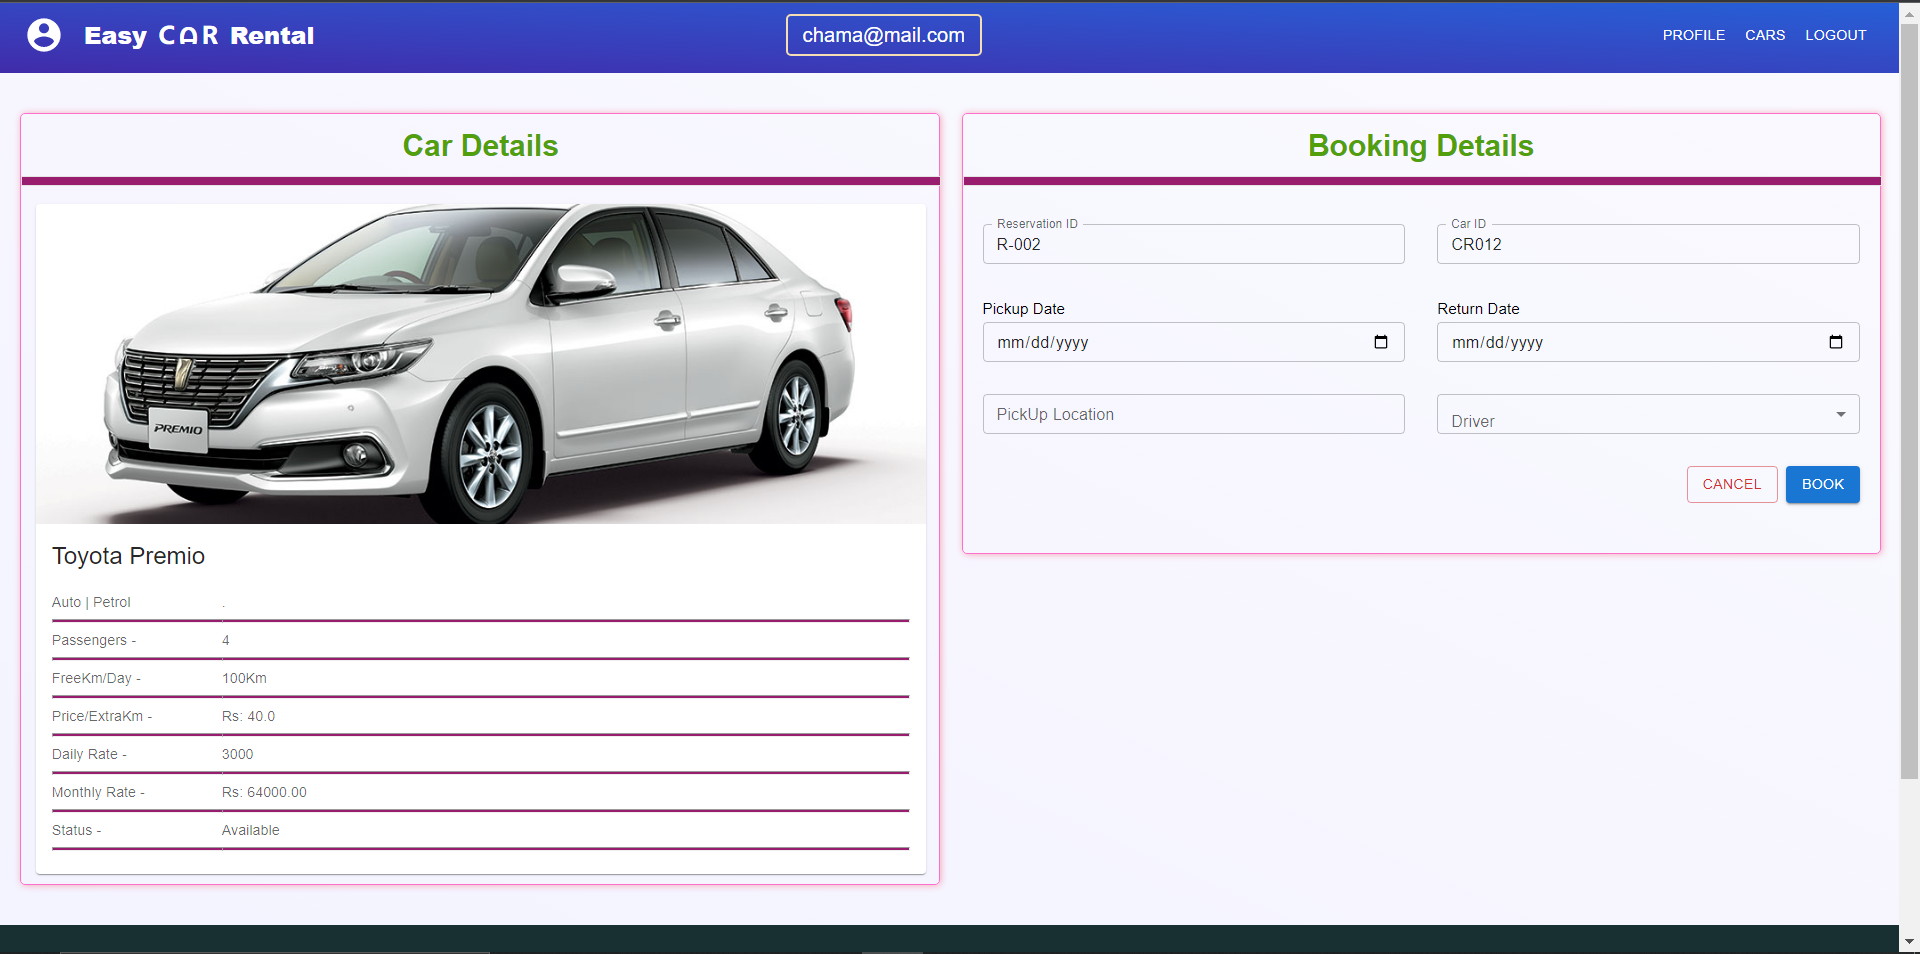 Easy CAR Rental
chama@mail.com
PROFILE CARS LOGOUT
Car Details
PREMIO
Toyota Premio
Auto | Petrol .
Passengers - 4
FreeKm/Day - 100Km
Price/ExtraKm - Rs: 40.0
Daily Rate - 3000
Monthly Rate - Rs: 64000.00
Status - Available
Booking Details
Reservation ID Car ID
R-002 CR012
Pickup Date Return Date
mm/dd/yyyy mm/dd/yyyy
PickUp Location Driver
CANCEL BOOK